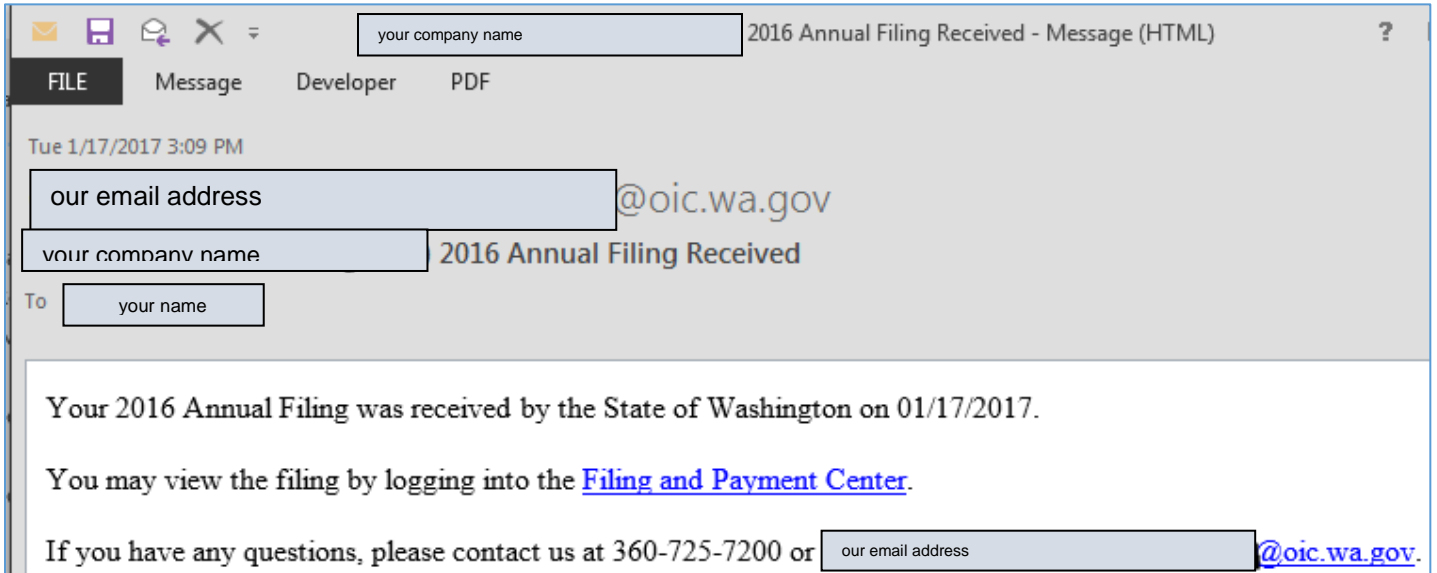 your company name 2016 Annual Filing Received - Message (HTML) ?
FILE Message Developer PDF
Tue 1/17/2017 3:09 PM
our email address @oic.wa.gov
your company name ) 2016 Annual Filing Received
To your name
Your 2016 Annual Filing was received by the State of Washington on 01/17/2017.
You may view the filing by logging into the Filing and Payment Center.
If you have any questions, please contact us at 360-725-7200 or our email address @oic.wa.gov.